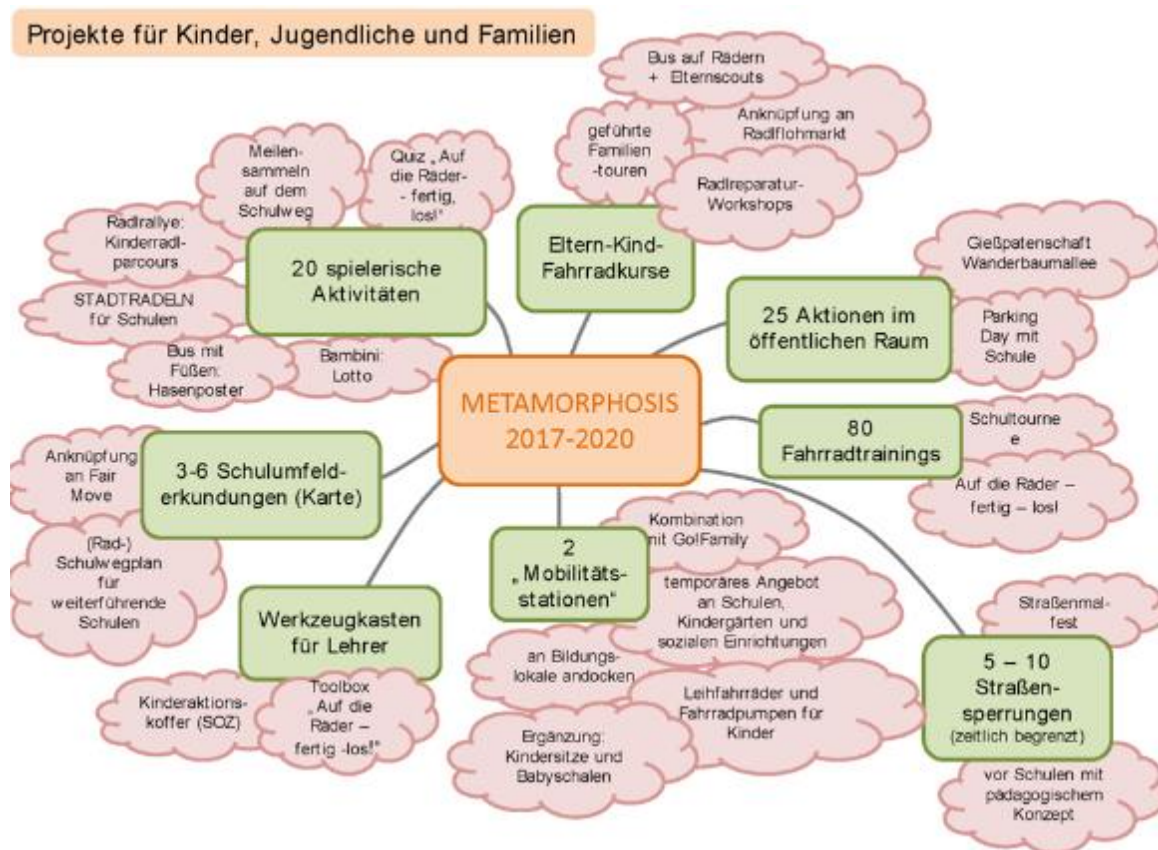 Projekte für Kinder, Jugendliche und Familien
Bus auf Rädern
+ Elternscouts
Anknüpfung an
Radlflohmarkt
geführte
Familien
-touren
Radlreparatur-
Workshops
Eltern-Kind-
Fahrradkurse
Meilen-
sammeln
auf dem
Schulweg
Quiz „Auf
die Räder-
- fertig,
los!“
Radlrallye:
Kinderradl-
parcours
20 spielerische
Aktivitäten
STADTRADELN
für Schulen
Bus mit
Füßen:
Hasenposter
Bambini:
Lotto
Gießpatenschaft
Wanderbaumallee
25 Aktionen im
öffentlichen Raum
Parking
Day mit
Schule
METAMORPHOSIS
2017-2020
80
Fahrradtrainings
Schultourne
e
Auf die Räder –
fertig – los!
Anknüpfung
an Fair
Move
3-6 Schulumfeld-
erkundungen (Karte)
(Rad-)
Schulwegplan
für
weiterführende
Schulen
Werkzeugkasten
für Lehrer
Kinderaktions-
koffer (SOZ)
Toolbox
„Auf die
Räder –
fertig -los!“
2
„Mobilitäts-
stationen“
Kombination
mit Go!Family
temporäres Angebot
an Schulen,
Kindergärten und
sozialen Einrichtungen
an Bildungs-
lokale andocken
Leihfahrräder und
Fahrradpumpen für
Kinder
Ergänzung:
Kindersitze und
Babyschalen
Straßenmal-
fest
5 – 10
Straßen-
sperrungen
(zeitlich begrenzt)
vor Schulen mit
pädagogischem
Konzept